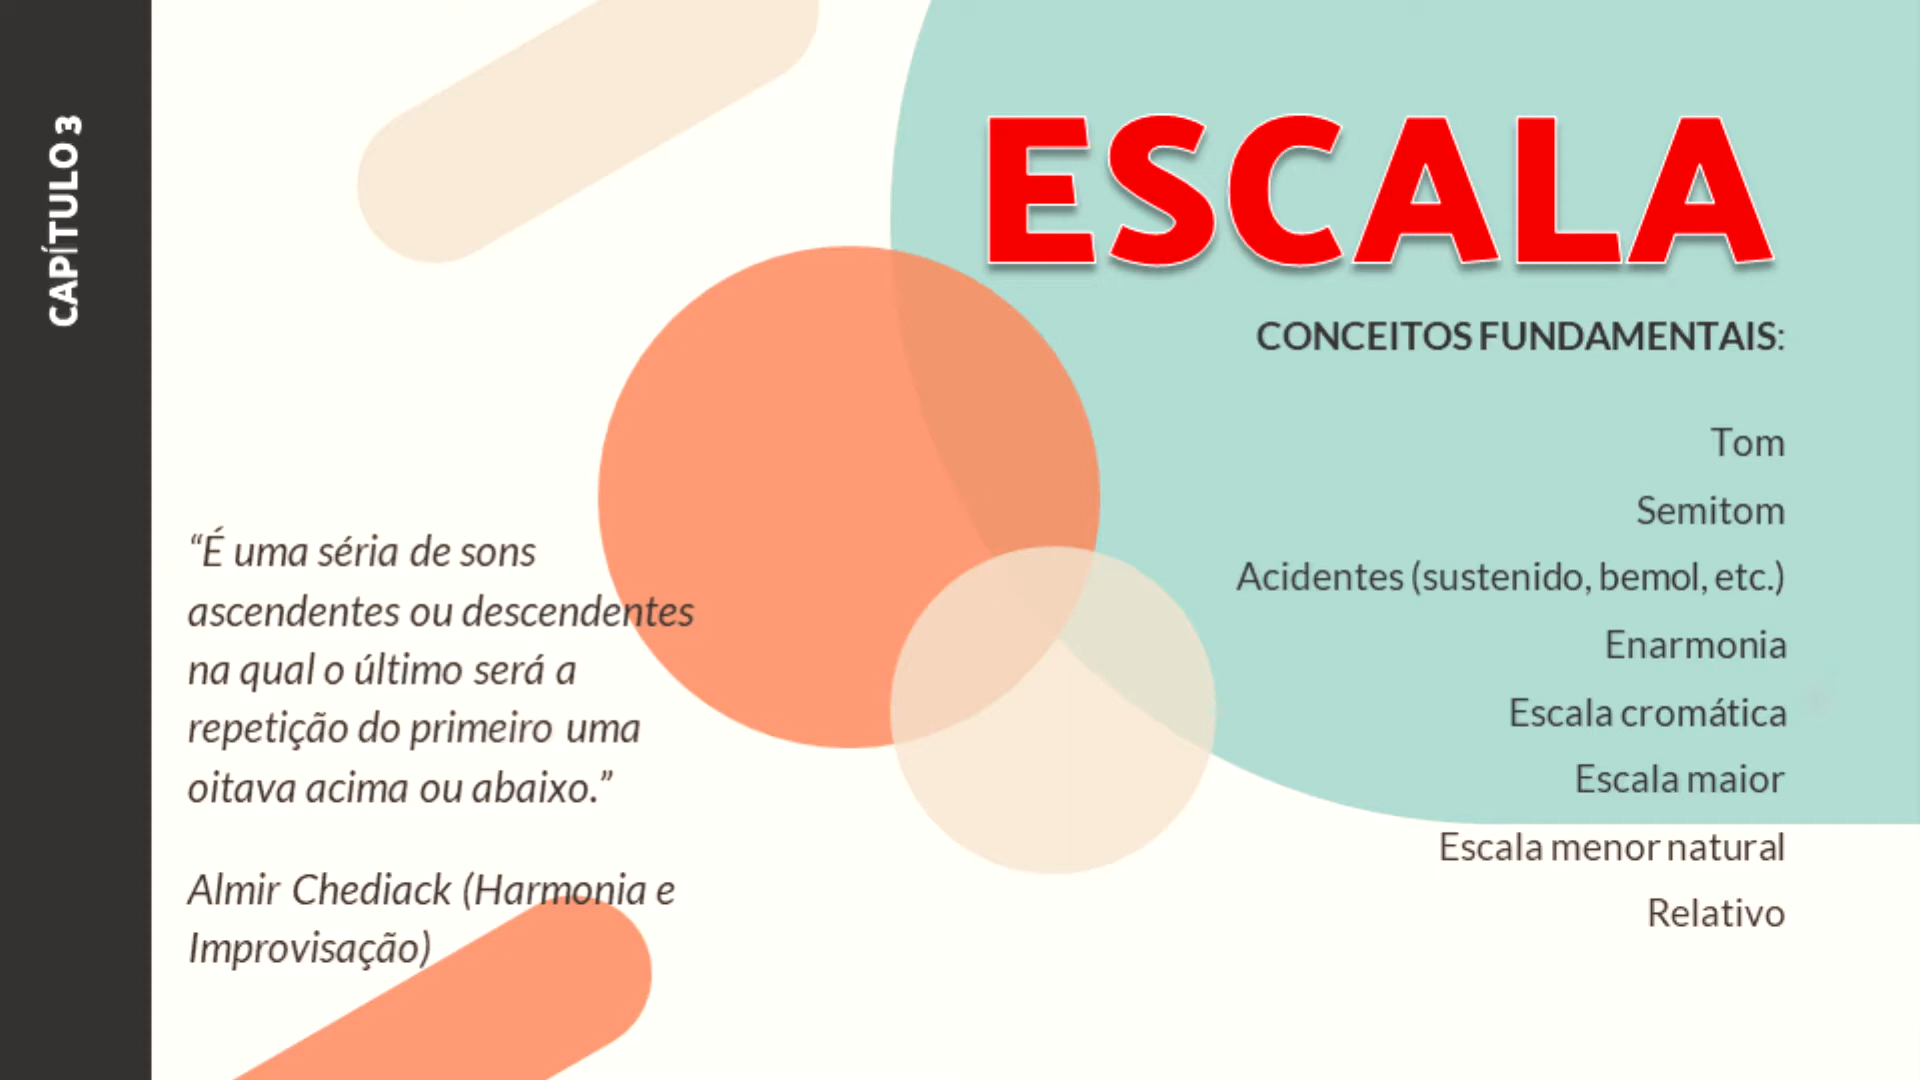 CAPÍTULO 3
ESCALA
CONCEITOS FUNDAMENTAIS:
Tom
Semitom
Acidentes (sustenido, bemol, etc.)
Enarmonia
Escala cromática
Escala maior
Escala menor natural
Relativo
“É uma séria de sons
ascendentes ou descendentes
na qual o último será a
repetição do primeiro uma
oitava acima ou abaixo.”
Almir Chediack (Harmonia e
Improvisação)